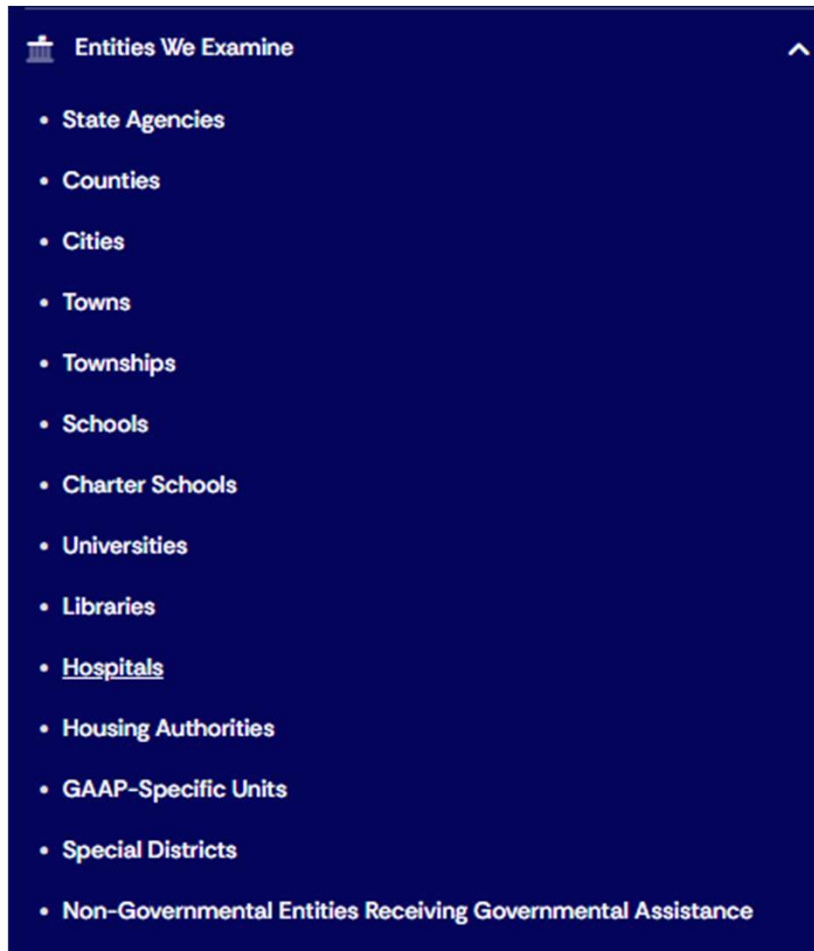 Entities We Examine
• State Agencies
• Counties
• Cities
• Towns
• Townships
• Schools
• Charter Schools
• Universities
• Libraries
• Hospitals
• Housing Authorities
• GAAP-Specific Units
• Special Districts
• Non-Governmental Entities Receiving Governmental Assistance